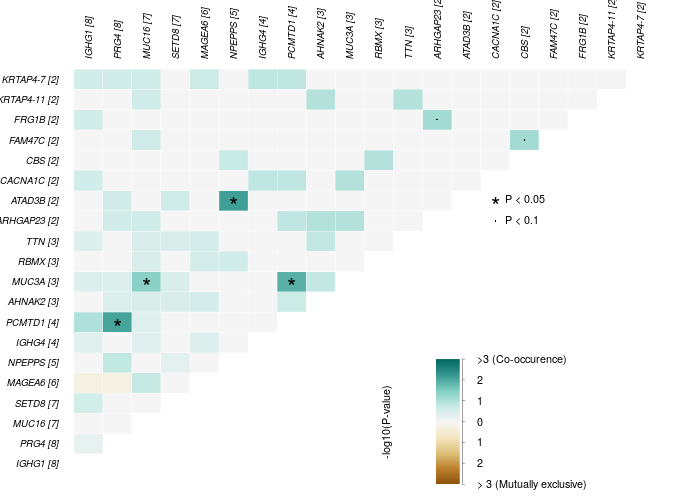 IGHG1 [8]
PRG4 [8]
MUC16 [7]
SETD8 [7]
MAGEA6 [6]
NPEPPS [5]
IGHG4 [4]
PCMTD1 [4]
AHNAK2 [3]
MUC3A [3]
RBMX [3]
TTN [3]
ARHGAP23 [2]
ATAD3B [2]
CACNA1C [2]
CBS [2]
FAM47C [2]
FRG1B [2]
KRTAP4-11 [2]
KRTAP4-7 [2]
KRTAP4-7 [2]
KRTAP4-11 [2]
FRG1B [2]
FAM47C [2]
CBS [2]
CACNA1C [2]
ATAD3B [2]
ARHGAP23 [2]
TTN [3]
RBMX [3]
MUC3A [3]
AHNAK2 [3]
PCMTD1 [4]
IGHG4 [4]
NPEPPS [5]
MAGEA6 [6]
SETD8 [7]
MUC16 [7]
PRG4 [8]
IGHG1 [8]
* P < 0.05
· P < 0.1
-log10(P-value)
>3 (Co-occurence)
2
1
0
1
2
> 3 (Mutually exclusive)